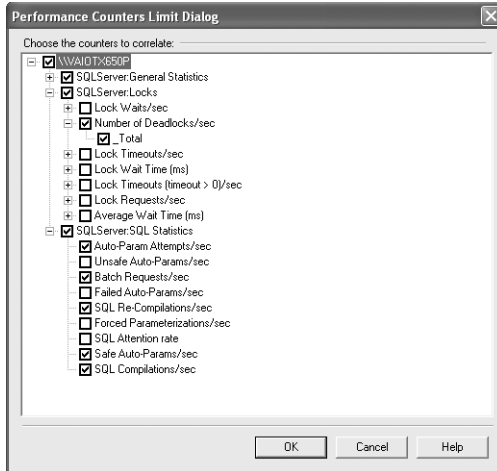 Performance Counters Limit Dialog
Choose the counters to correlate:
\\VAIOTX650P
SQLServer:General Statistics
SQLServer:Locks
Lock Waits/sec
Number of Deadlocks/sec
_Total
Lock Timeouts/sec
Lock Wait Time (ms)
Lock Timeouts (timeout > 0)/sec
Lock Requests/sec
Average Wait Time (ms)
SQLServer:SQL Statistics
Auto-Param Attempts/sec
Unsafe Auto-Params/sec
Batch Requests/sec
Failed Auto-Params/sec
SQL Re-Compilations/sec
Forced Parameterizations/sec
SQL Attention rate
Safe Auto-Params/sec
SQL Compilations/sec
OK Cancel Help